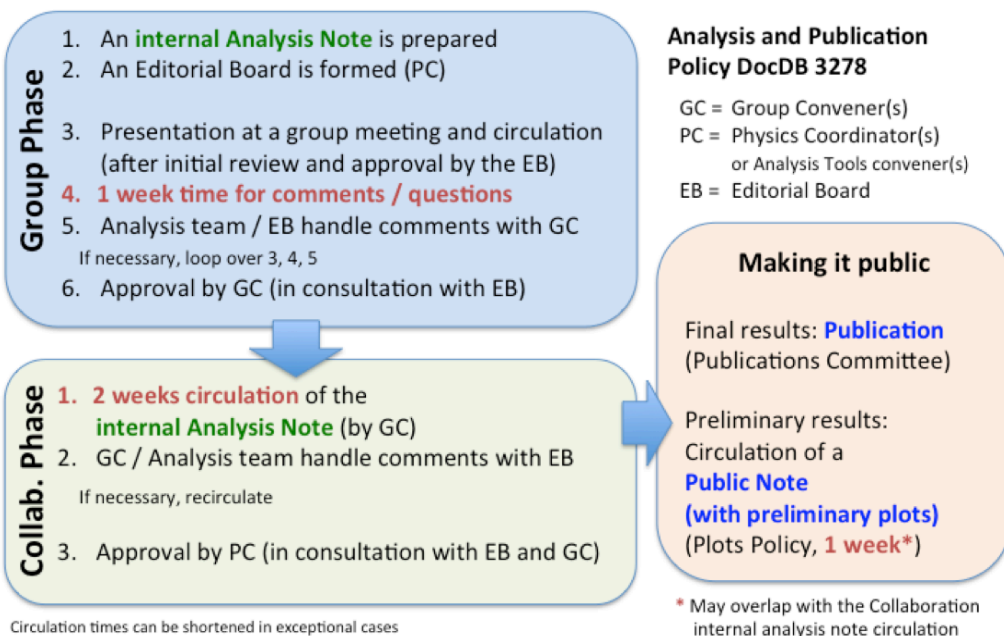 Group Phase
1. An internal Analysis Note is prepared
2. An Editorial Board is formed (PC)
3. Presentation at a group meeting and circulation
(after initial review and approval by the EB)
4. 1 week time for comments / questions
5. Analysis team / EB handle comments with GC
If necessary, loop over 3, 4, 5
6. Approval by GC (in consultation with EB)
Analysis and Publication
Policy DocDB 3278
GC = Group Convener(s)
PC = Physics Coordinator(s)
or Analysis Tools convener(s)
EB = Editorial Board
Collab. Phase
1. 2 weeks circulation of the
internal Analysis Note (by GC)
2. GC / Analysis team handle comments with EB
If necessary, recirculate
3. Approval by PC (in consultation with EB and GC)
Making it public
Final results: Publication
(Publications Committee)
Preliminary results:
Circulation of a
Public Note
(with preliminary plots)
(Plots Policy, 1 week*)
* May overlap with the Collaboration
internal analysis note circulation
Circulation times can be shortened in exceptional cases